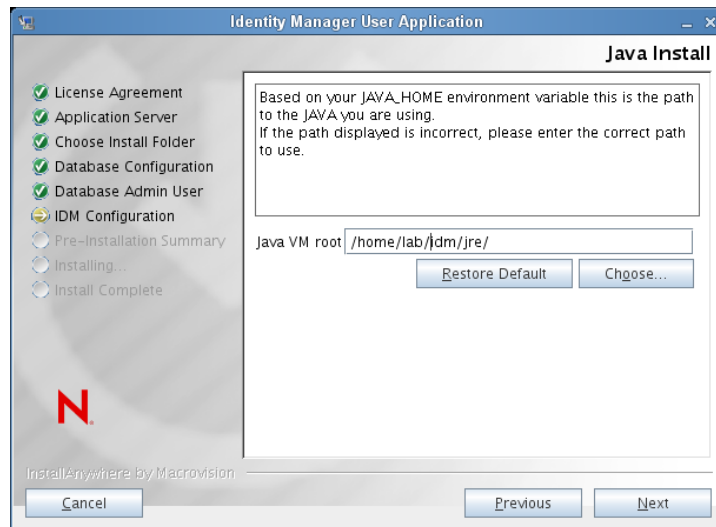 Identity Manager User Application
Java Install
License Agreement
Application Server
Choose Install Folder
Database Configuration
Database Admin User
IDM Configuration
Pre-Installation Summary
Installing...
Install Complete
Based on your JAVA_HOME environment variable this is the path
to the JAVA you are using.
If the path displayed is incorrect, please enter the correct path
to use.
Java VM root /home/lab/idm/jre/
Restore Default Choose...
N
InstallAnywhere by Macrovision
Cancel Previous Next